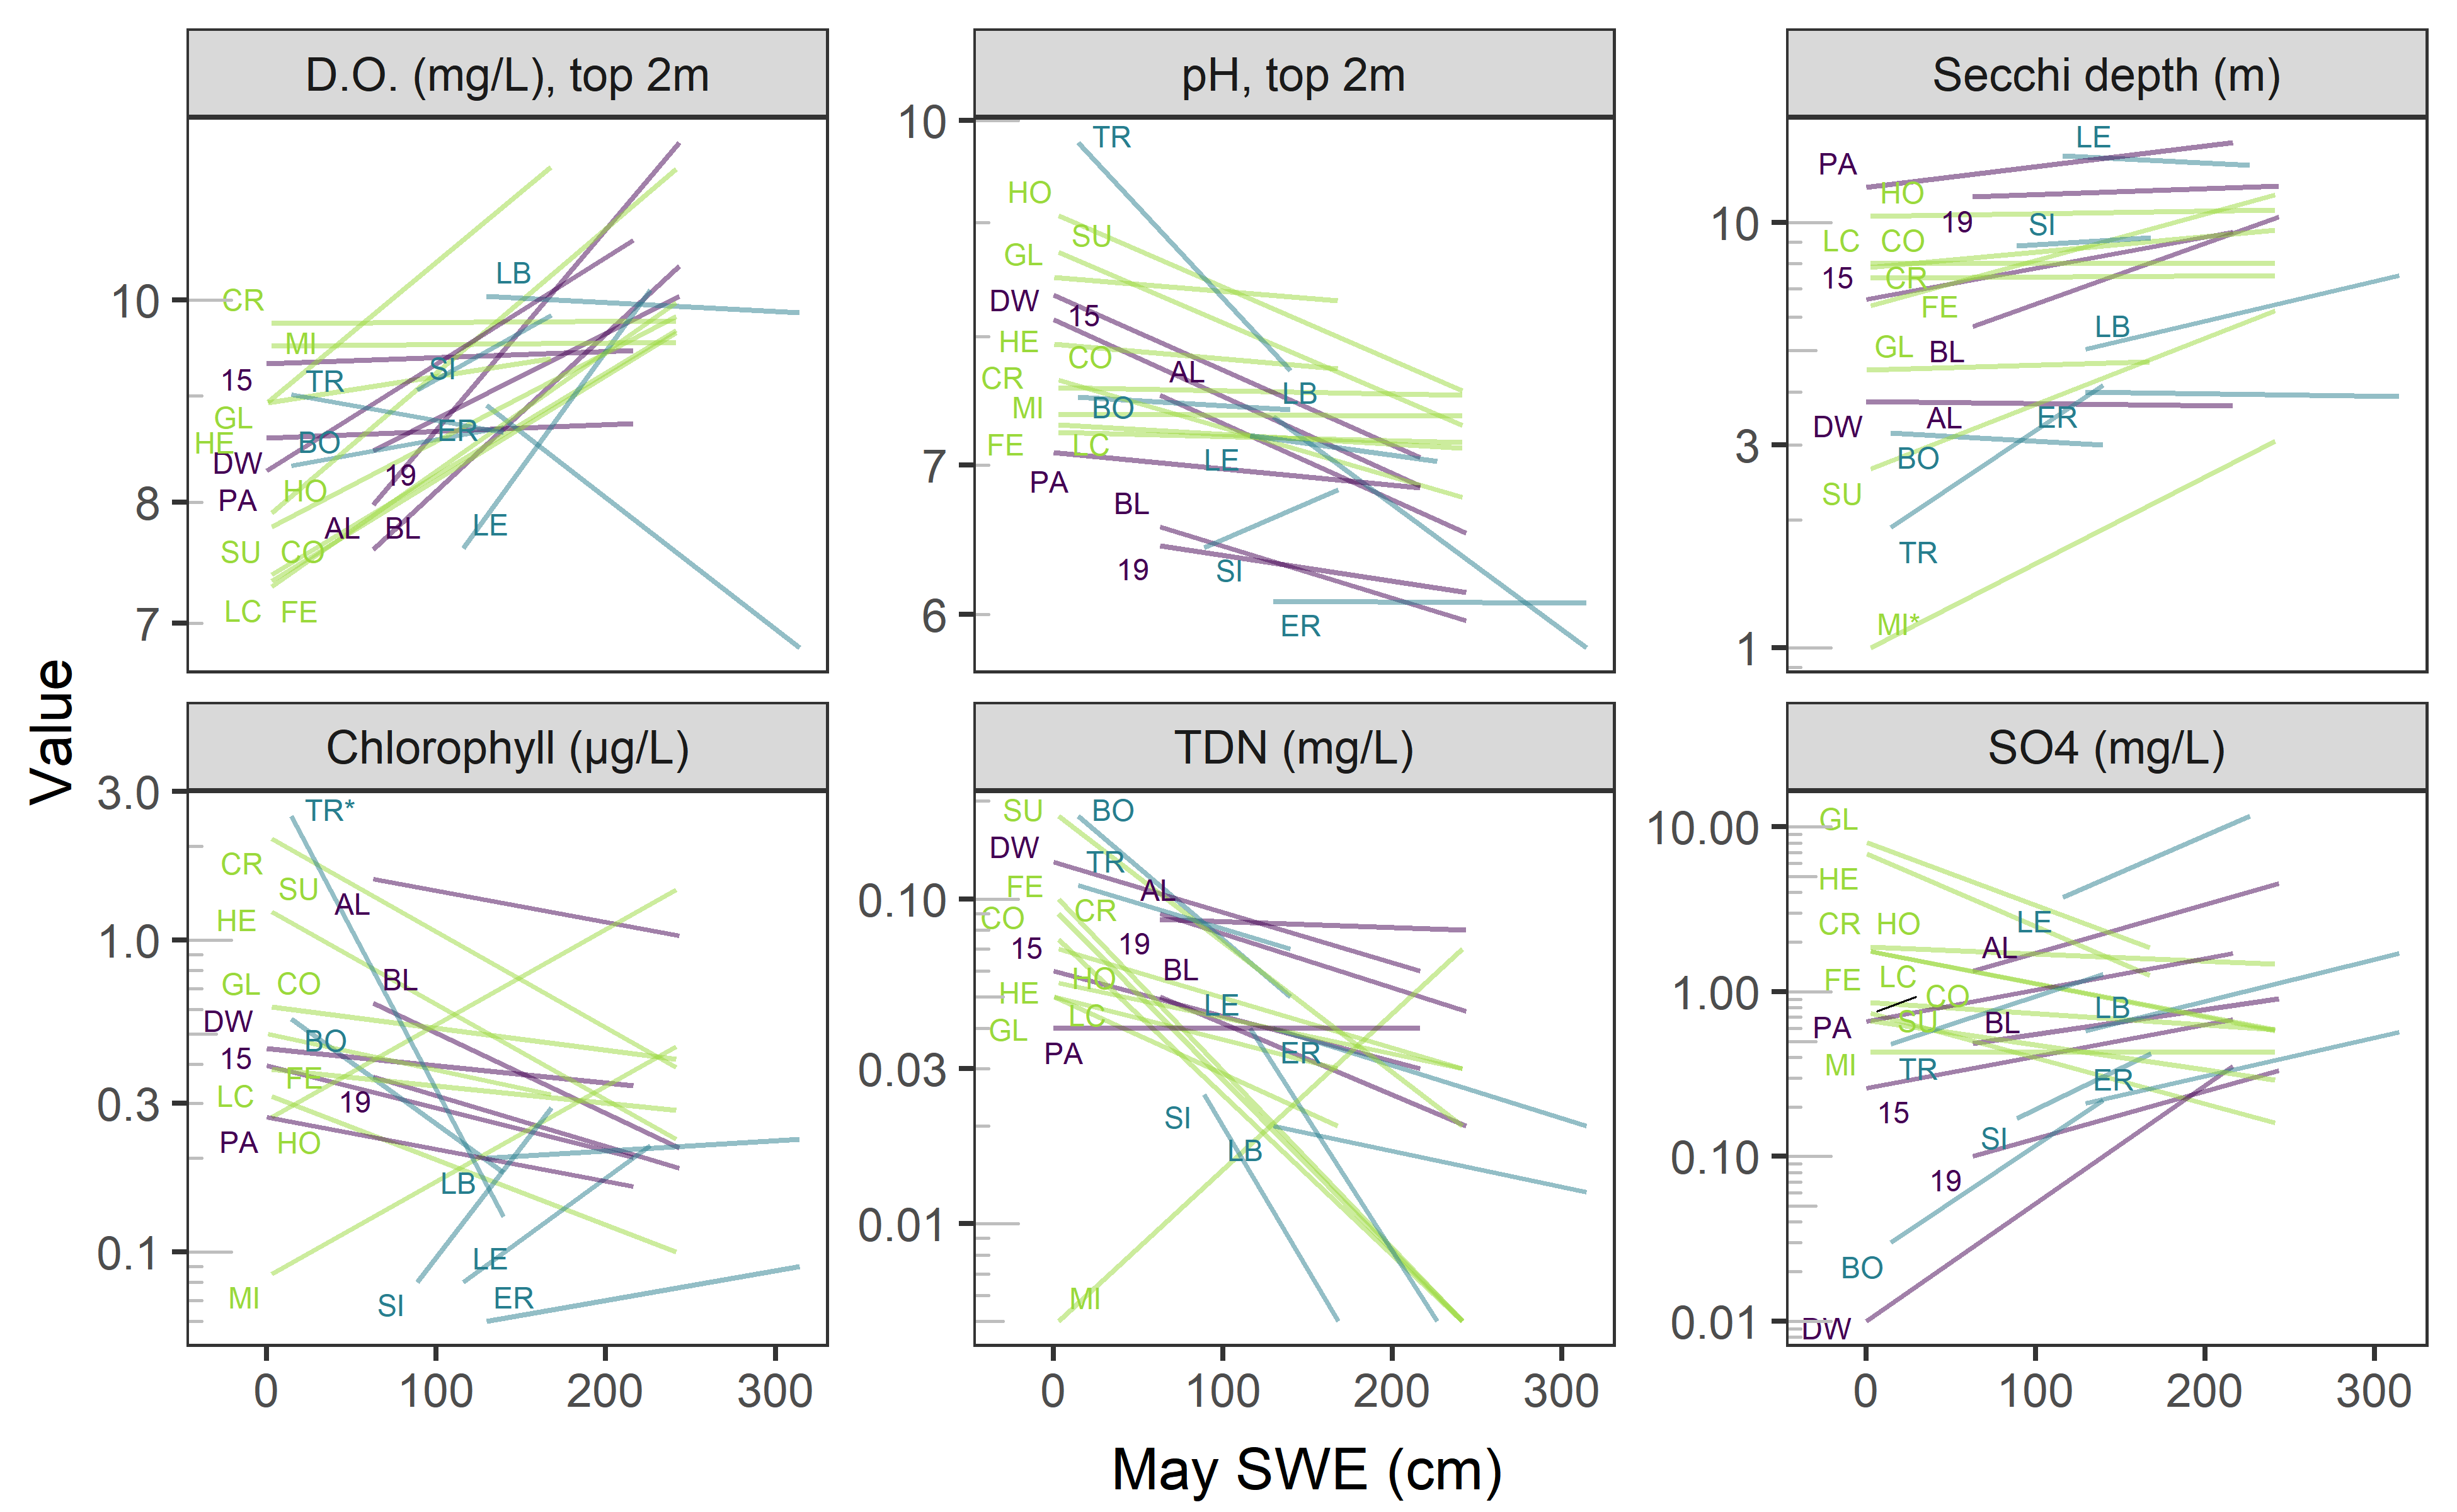 D.O. (mg/L), top 2m
pH, top 2m
Secchi depth (m)
10
8
7
CR
MI
15
TR
GL
HE
BO
DW
PA
HO
SU
CO
AL
BL
LC
FE
19
SI
ER
LB
LE
10
7
6
TR
HO
SU
GL
DW
15
HE
CO
AL
CR
LB
MI
BO
FE
LC
LE
PA
BL
19
SI
ER
10
3
1
LE
PA
HO
19
SI
LC
CO
15
CR
FE
LB
GL
BL
DW
AL
ER
BO
SU
TR
MI*
Value
Chlorophyll (µg/L)
TDN (mg/L)
SO4 (mg/L)
3.0
1.0
0.3
0.1
TR*
CR
SU
AL
HE
BL
GL
CO
DW
BO
15
FE
LC
19
PA
HO
LB
LE
MI
SI
ER
0.10
0.03
0.01
SU
BO
DW
TR
FE
AL
CO
CR
15
19
HO
BL
HE
LC
LE
GL
PA
ER
SI
LB
MI
10.00
1.00
0.10
0.01
GL
HE
CR
HO
LE
AL
FE
LC
CO
PA
SU
BL
LB
MI
TR
ER
15
SI
19
BO
DW
0
100
200
300
0
100
200
300
0
100
200
300
May SWE (cm)